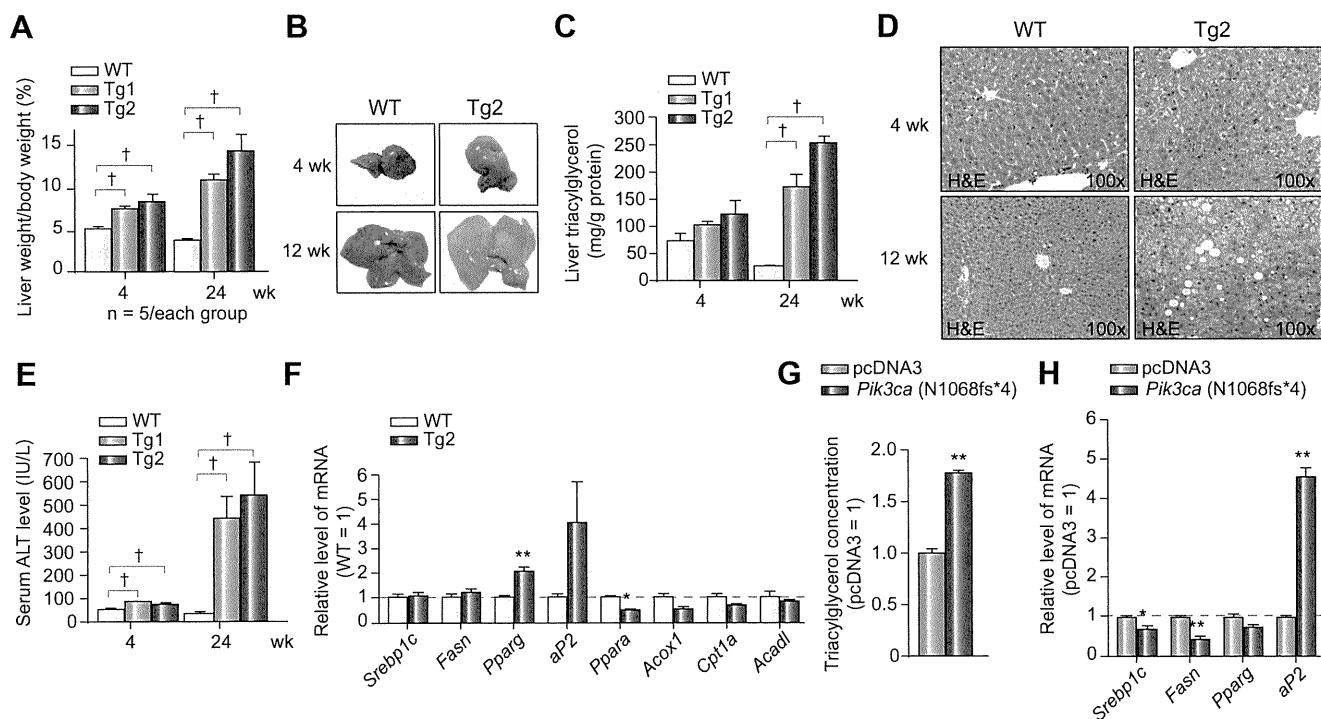 A
WT
Tg1
Tg2
Liver weight/body weight (%)
15
10
5
0
†
†
†
†
4
24
wk
n = 5/each group
B
WT
Tg2
4 wk
12 wk
C
WT
Tg1
Tg2
Liver triacylglycerol
(mg/g protein)
300
250
200
150
100
50
0
†
†
4
24
wk
D
WT
Tg2
4 wk
H&E
100x
H&E
100x
12 wk
H&E
100x
H&E
100x
E
WT
Tg1
Tg2
Serum ALT level (IU/L)
700
600
500
400
300
200
100
0
†
†
†
†
4
24
wk
F
WT
Tg2
Relative level of mRNA
(WT = 1)
6
5
4
3
2
1
0
**
*
Srebp1c
Fasn
Pparg
aP2
Ppara
Acox1
Cpt1a
Acadl
G
pcDNA3
Pik3ca (N1068fs*4)
Triacylglycerol concentration
(pcDNA3 = 1)
2.0
1.5
1.0
0.5
0.0
**
H
pcDNA3
Pik3ca (N1068fs*4)
Relative level of mRNA
(pcDNA3 = 1)
6
5
4
3
2
1
0
*
**
**
Srebp1c
Fasn
Pparg
aP2